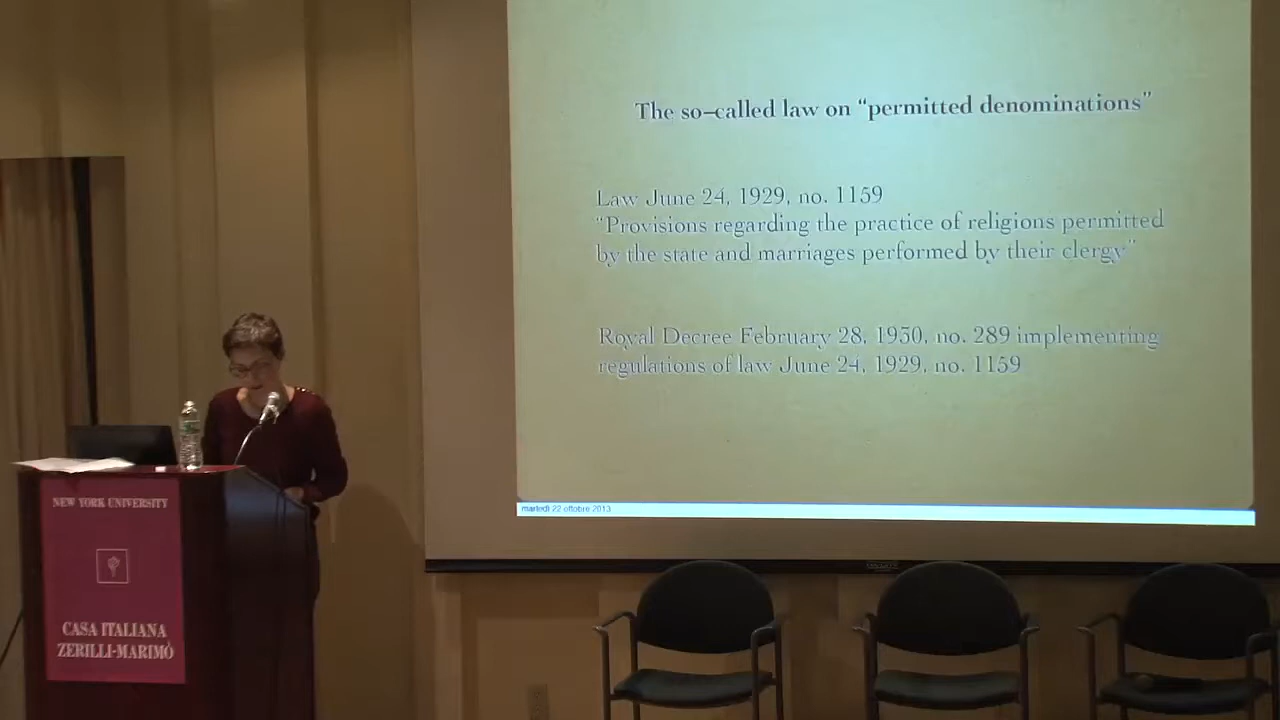 The so–called law on “permitted denominations”
Law June 24, 1929, no. 1159
“Provisions regarding the practice of religions permitted
by the state and marriages performed by their clergy”
Royal Decree February 28, 1930, no. 289 implementing
regulations of law June 24, 1929, no. 1159
martedì 22 ottobre 2013
NEW YORK UNIVERSITY
CASA ITALIANA
ZERILLI-MARIMÒ